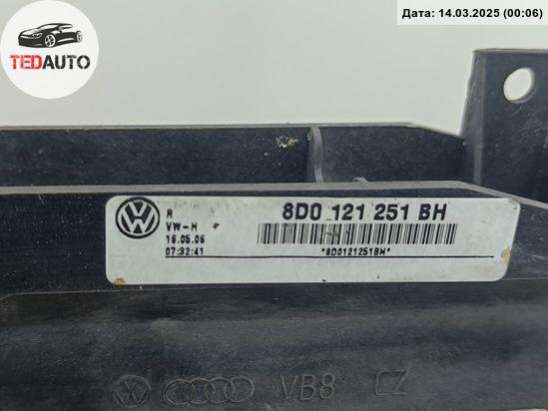 Дата: 14.03.2025 (00:06)
TEDAUTO
R
VW-H
16.05.06
07:32:41
8D0 121 251 BH
*8D0121251BH*
VB8 CZ